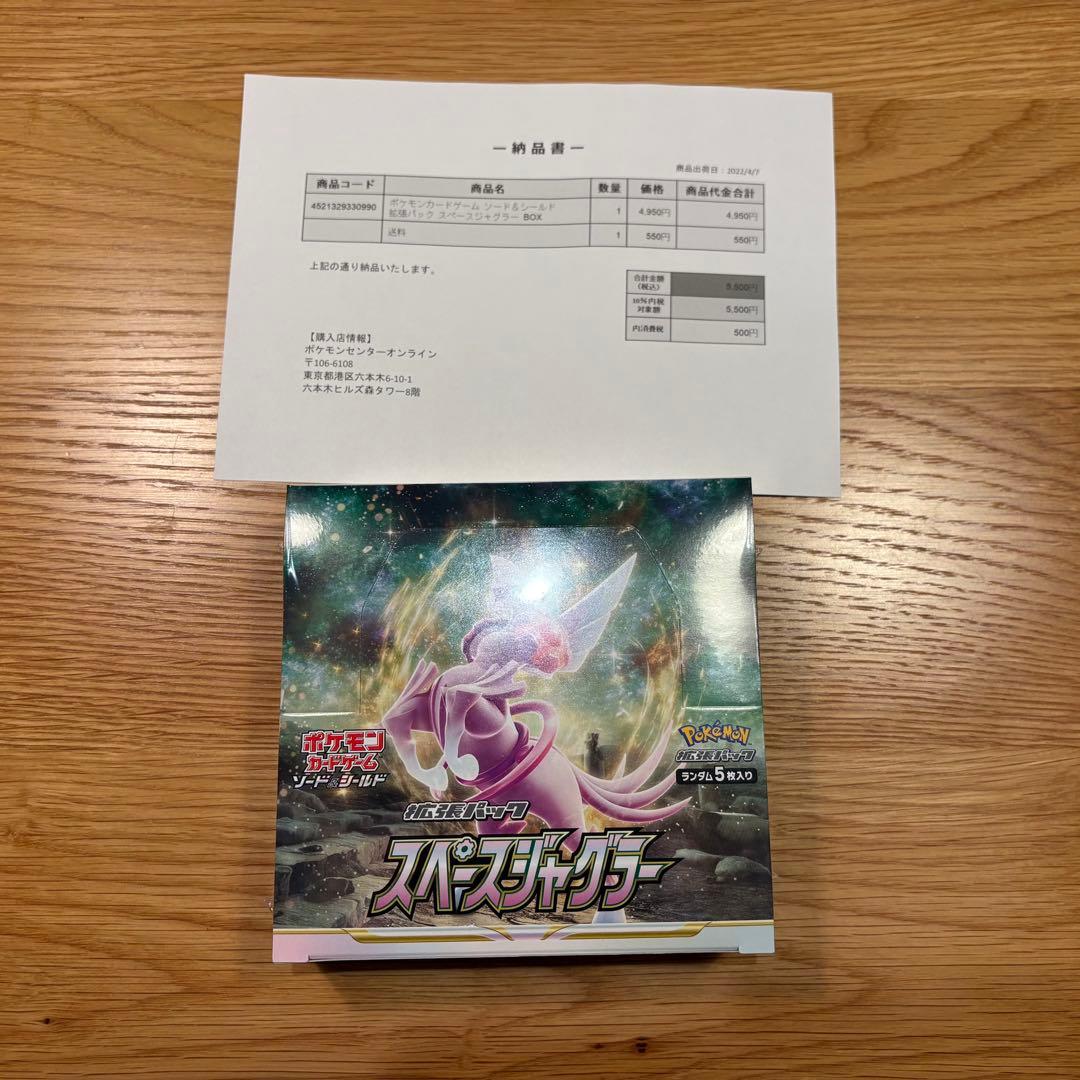 ー納品書ー
商品出荷日：2022/4/7
商品コード 商品名 数量 価格 商品代金合計
4521329330990 ポケモンカードゲーム ソード＆シールド 1 4,950円 4,950円
拡張パック スペースジャグラー BOX
送料 1 550円 550円
上記の通り納品いたします。
合計金額
（税込） 5,500円
10％内税
対象額 5,500円
内消費税 500円
【購入店情報】
ポケモンセンターオンライン
〒106-6108
東京都港区六本木6-10-1
六本木ヒルズ森タワー8階
ポケモン
カードゲーム
ソード&シールド
Pokémon
拡張パック
ランダム5枚入り
拡張パック
スペースジャグラー